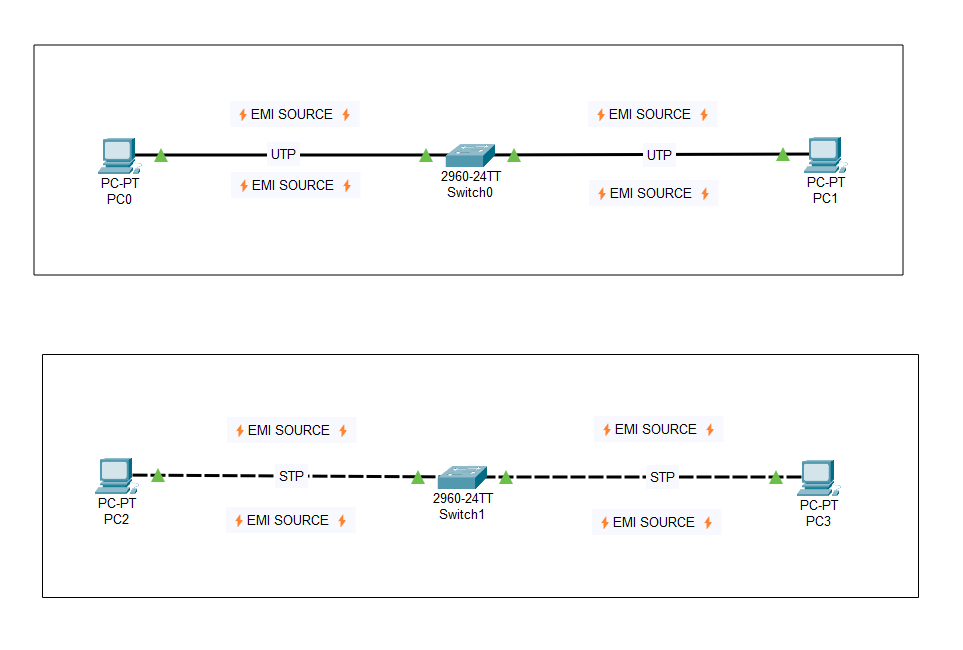 ⚡ EMI SOURCE ⚡
⚡ EMI SOURCE ⚡
UTP
UTP
⚡ EMI SOURCE ⚡
⚡ EMI SOURCE ⚡
PC-PT
PC0
2960-24TT
Switch0
PC-PT
PC1
⚡ EMI SOURCE ⚡
⚡ EMI SOURCE ⚡
STP
STP
⚡ EMI SOURCE ⚡
⚡ EMI SOURCE ⚡
PC-PT
PC2
2960-24TT
Switch1
PC-PT
PC3